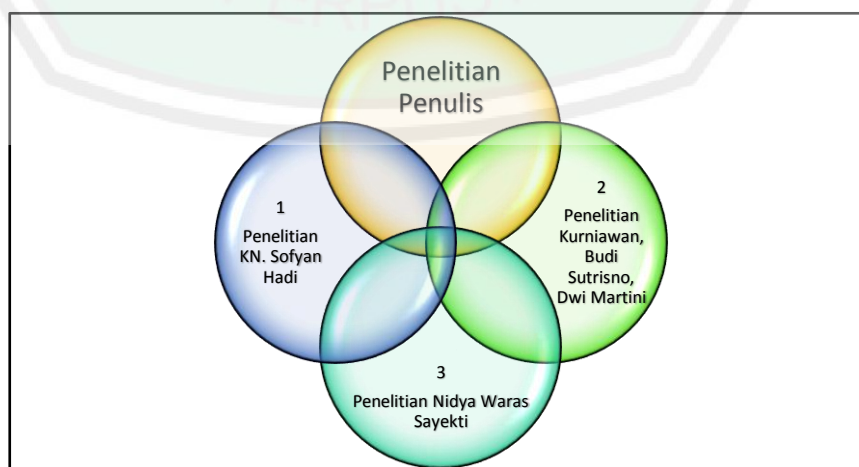 PERPUS
Penelitian
Penulis
1
Penelitian
KN. Sofyan
Hadi
2
Penelitian
Kurniawan,
Budi
Sutrisno,
Dwi Martini
3
Penelitian Nidya Waras
Sayekti